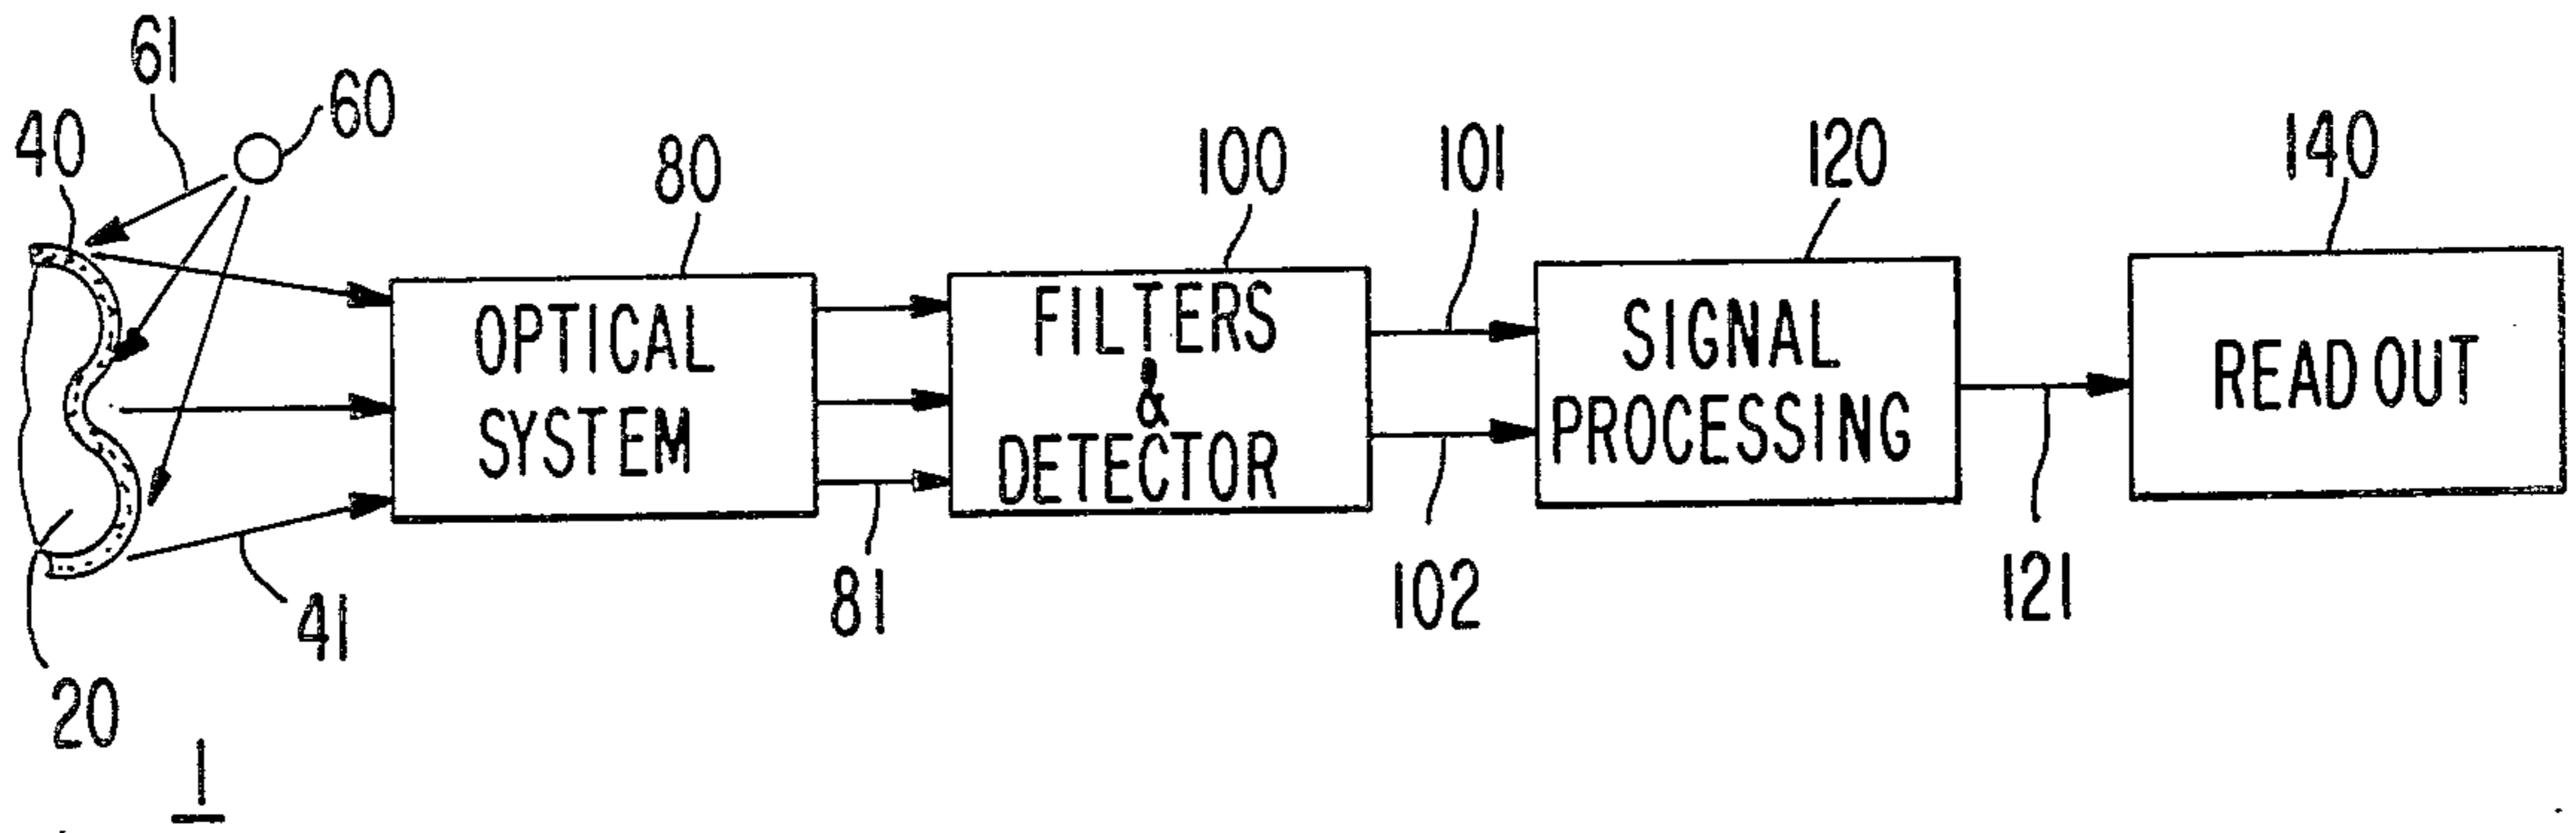 61
60
40
80
100
101
120
140
OPTICAL
SYSTEM
FILTERS
&
DETECTOR
SIGNAL
PROCESSING
READ OUT
41
81
102
121
20
1